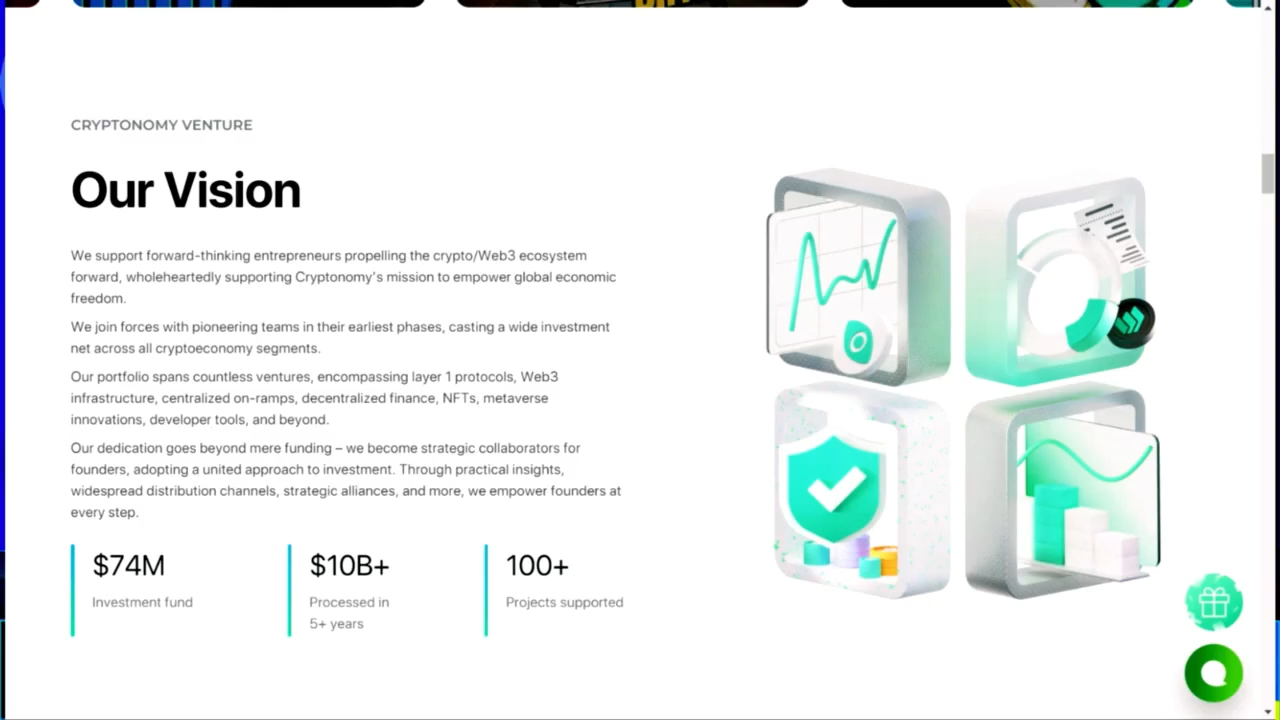 CRYPTONOMY VENTURE
Our Vision
We support forward-thinking entrepreneurs propelling the crypto/Web3 ecosystem
forward, wholeheartedly supporting Cryptonomy's mission to empower global economic
freedom.
We join forces with pioneering teams in their earliest phases, casting a wide investment
net across all cryptoeconomy segments.
Our portfolio spans countless ventures, encompassing layer 1 protocols, Web3
infrastructure, centralized on-ramps, decentralized finance, NFTs, metaverse
innovations, developer tools, and beyond.
Our dedication goes beyond mere funding – we become strategic collaborators for
founders, adopting a united approach to investment. Through practical insights,
widespread distribution channels, strategic alliances, and more, we empower founders at
every step.
$74M
Investment fund
$10B+
Processed in
5+ years
100+
Projects supported